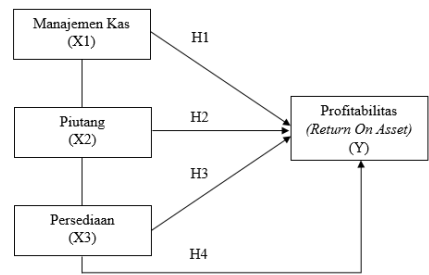 Manajemen Kas
(X1)
H1
Piutang
(X2)
H2
Profitabilitas
(Return On Asset)
(Y)
H3
Persediaan
(X3)
H4